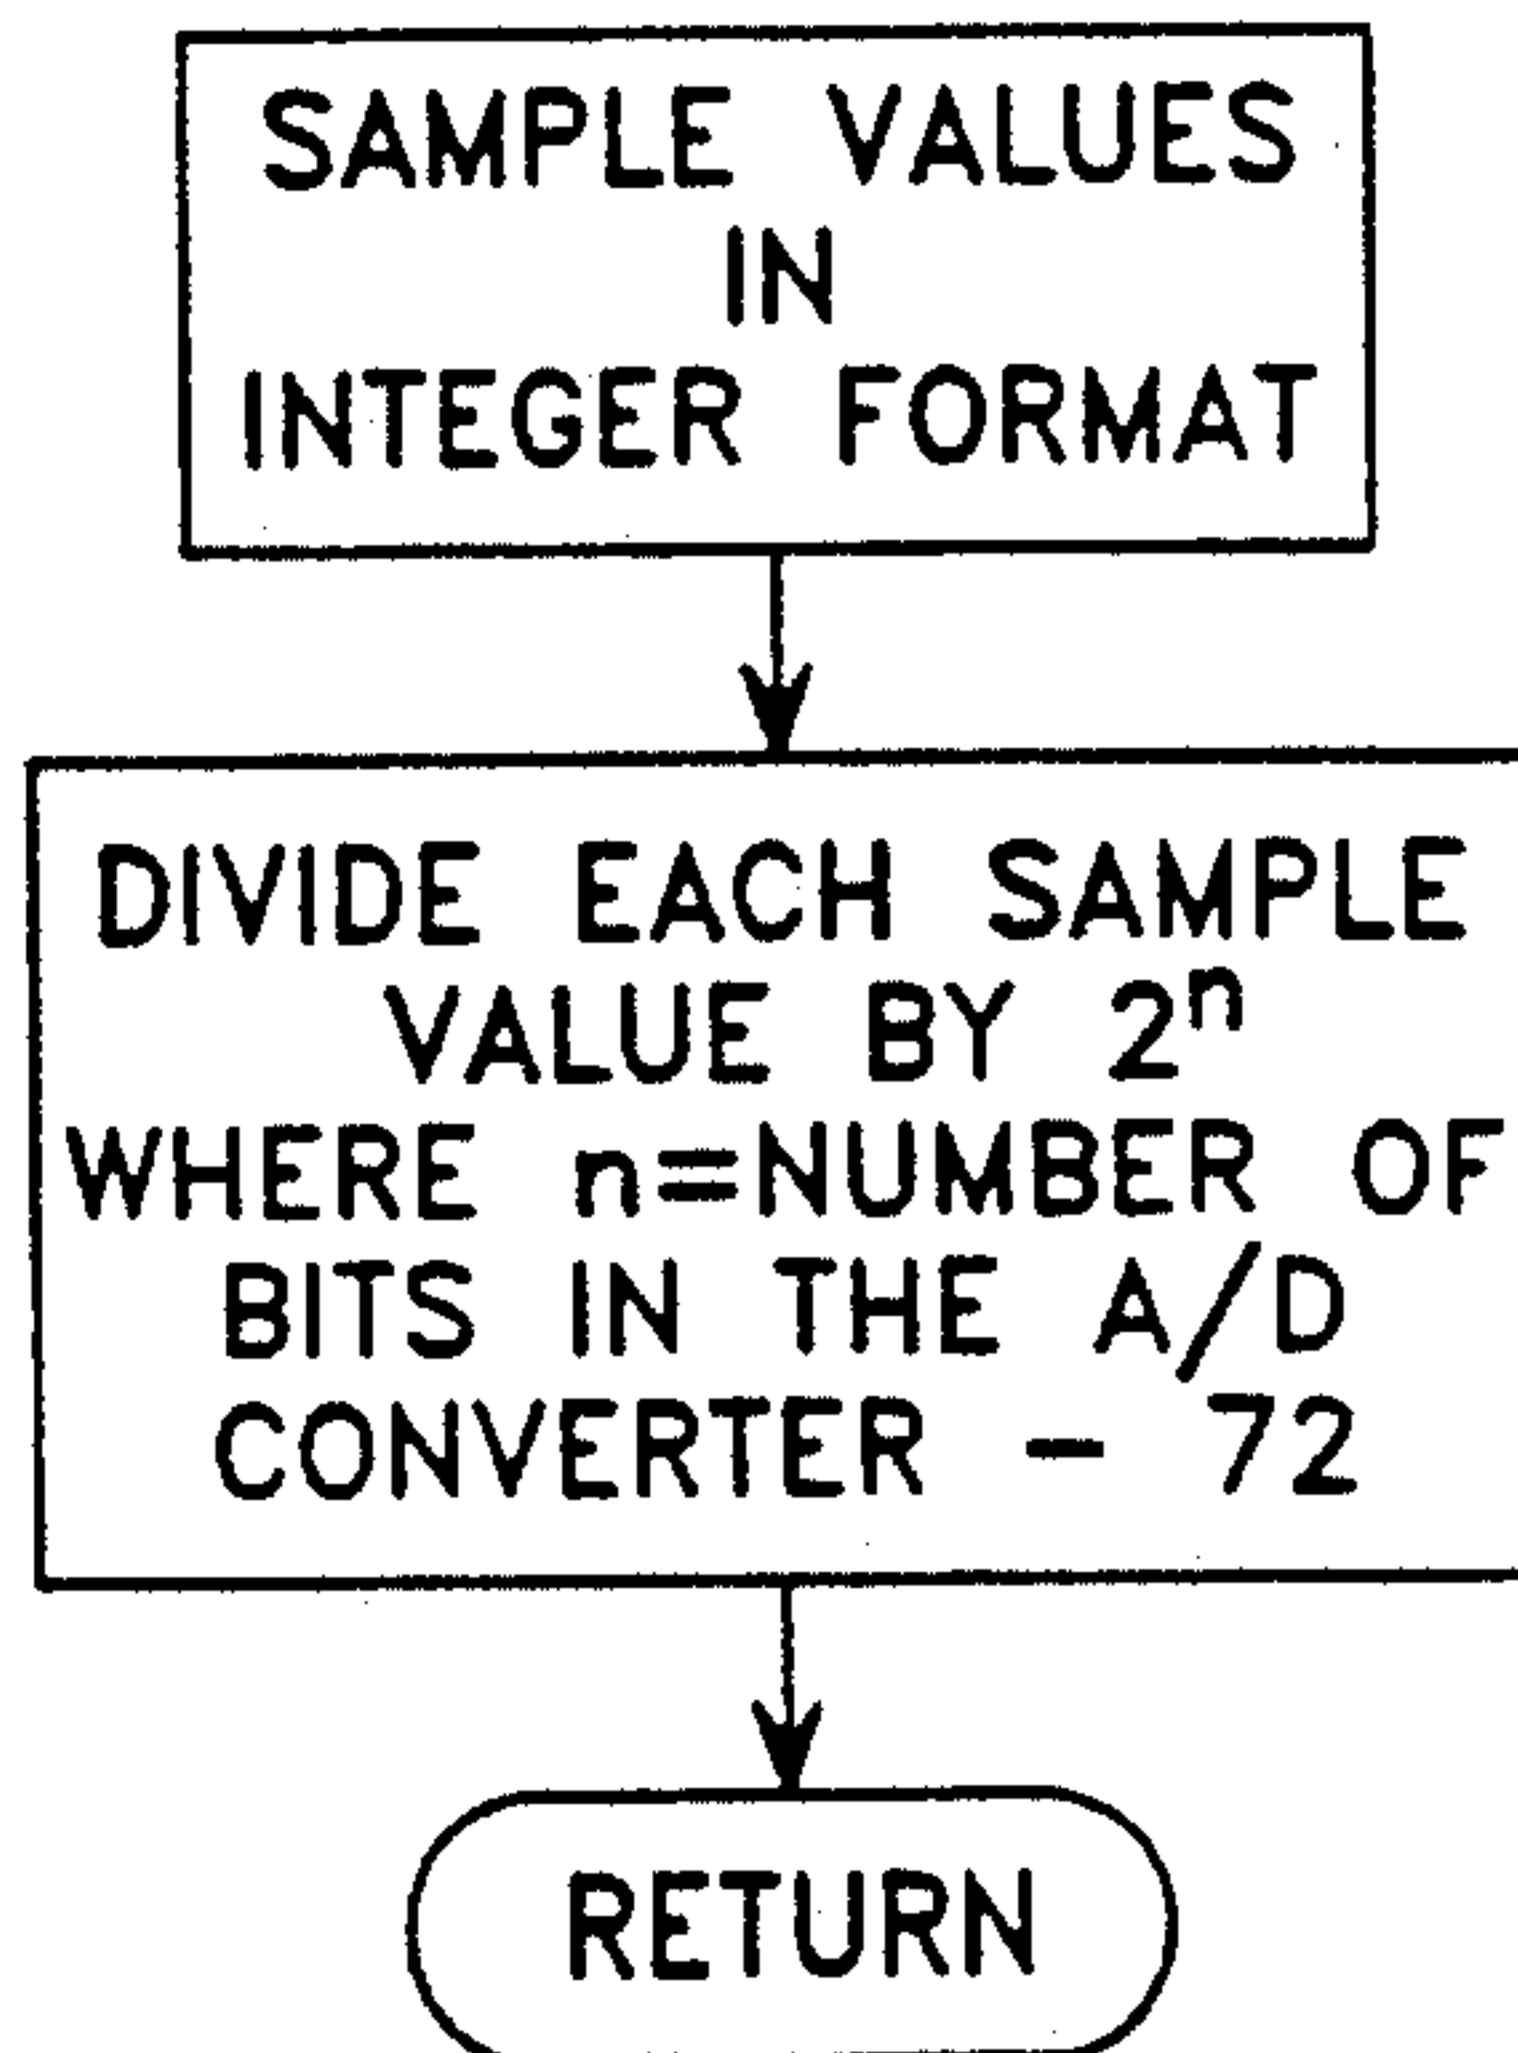 SAMPLE VALUES
IN
INTEGER FORMAT
DIVIDE EACH SAMPLE
VALUE BY 2ⁿ
WHERE n=NUMBER OF
BITS IN THE A/D
CONVERTER - 72
RETURN